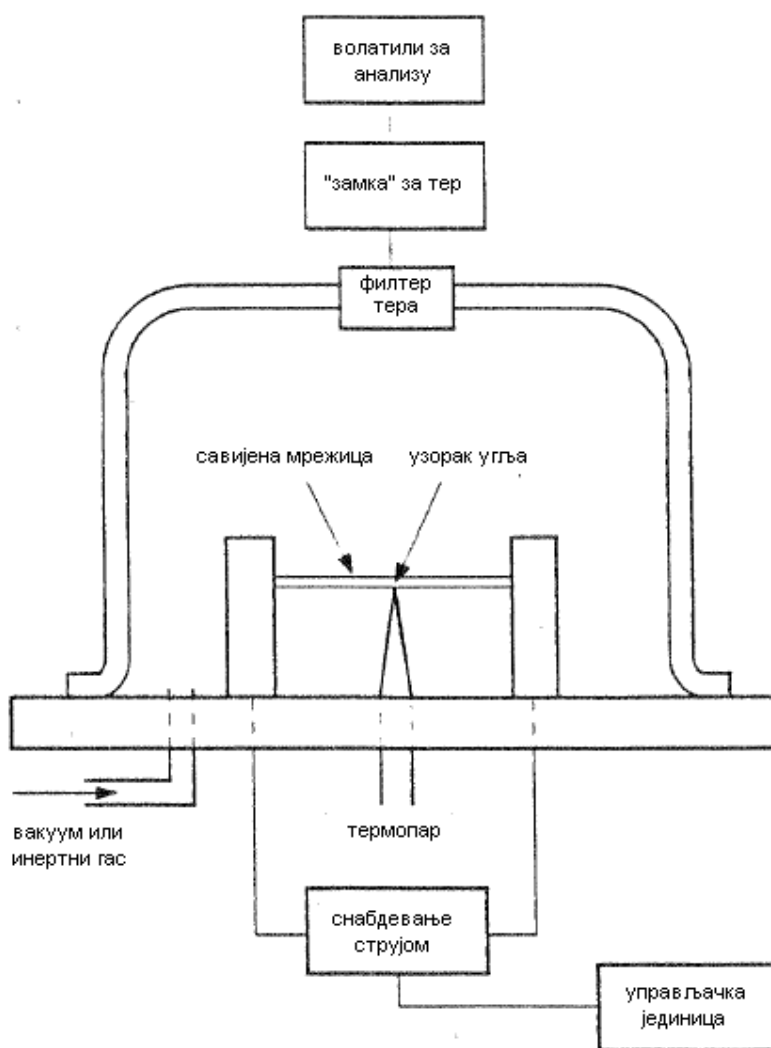 волатили за
анализу
"замка" за тер
филтер
тера
савијена мрежица
узорак угља
вакуум или
инертни гас
термопар
снабдевање
струјом
управљачка
јединица